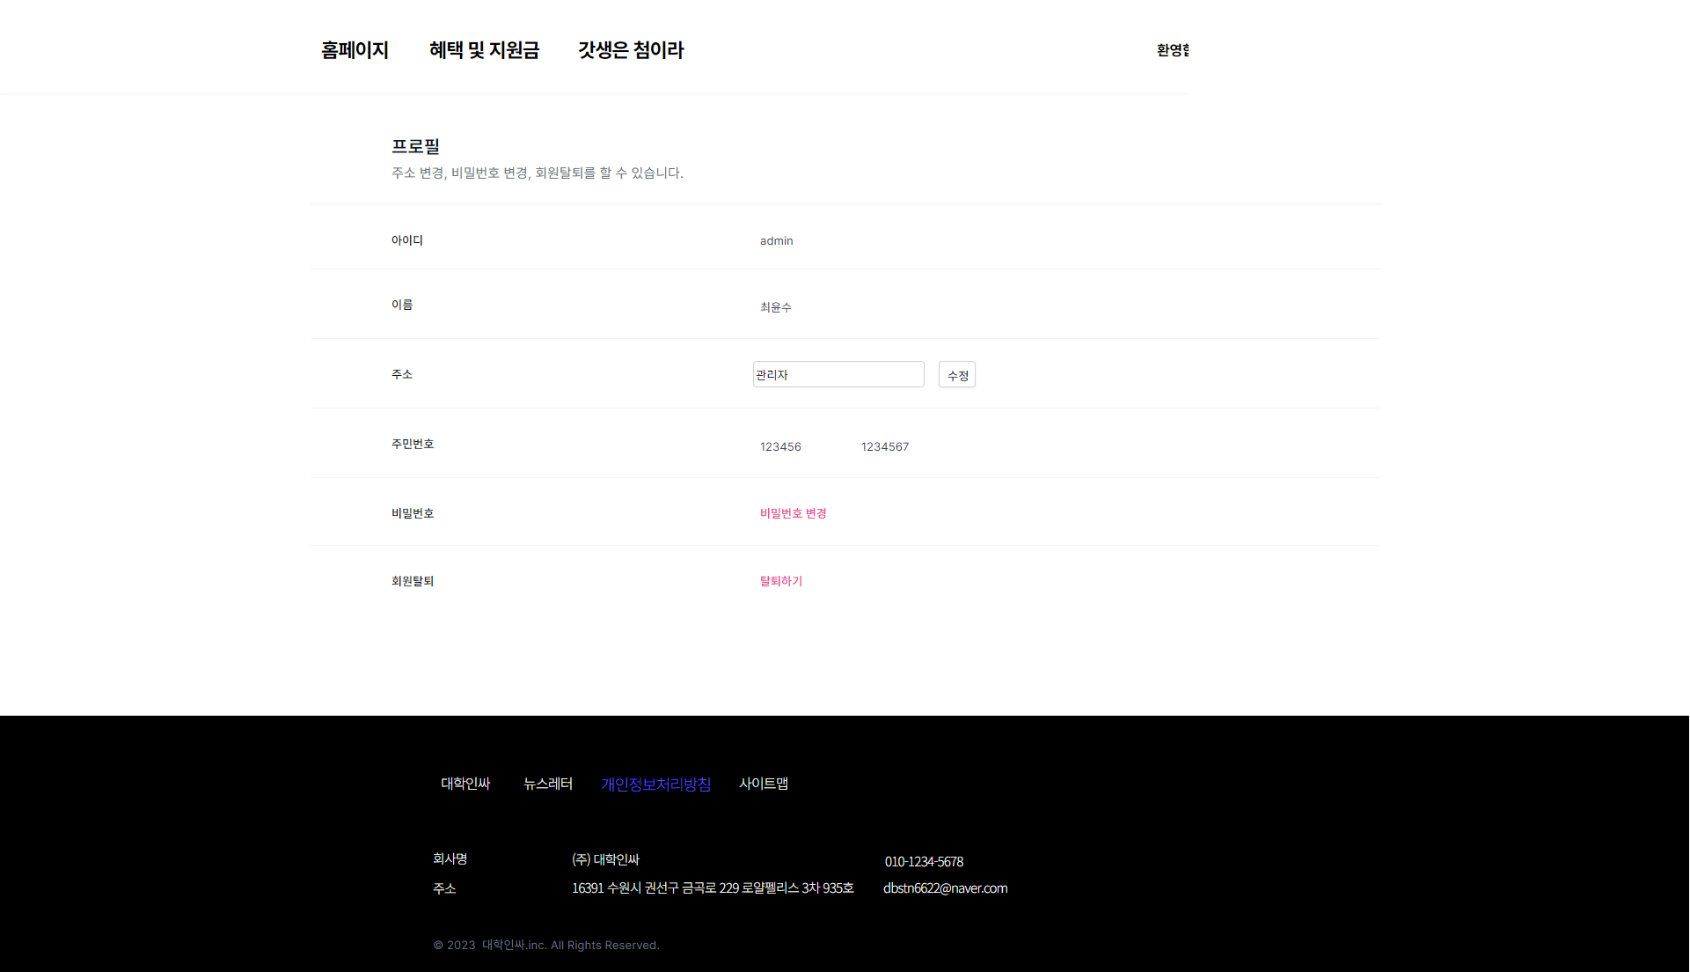 홈페이지 혜택 및 지원금 갓생은 첨이라 환영합
프로필
주소 변경, 비밀번호 변경, 회원탈퇴를 할 수 있습니다.
아이디 admin
이름 최윤수
주소 관리자 수정
주민번호 123456 1234567
비밀번호 비밀번호 변경
회원탈퇴 탈퇴하기
대학인싸 뉴스레터 개인정보처리방침 사이트맵
회사명 (주) 대학인싸 010-1234-5678
주소 16391 수원시 권선구 금곡로 229 로얄펠리스 3차 935호 dbstn6622@naver.com
© 2023 대학인싸.inc. All Rights Reserved.